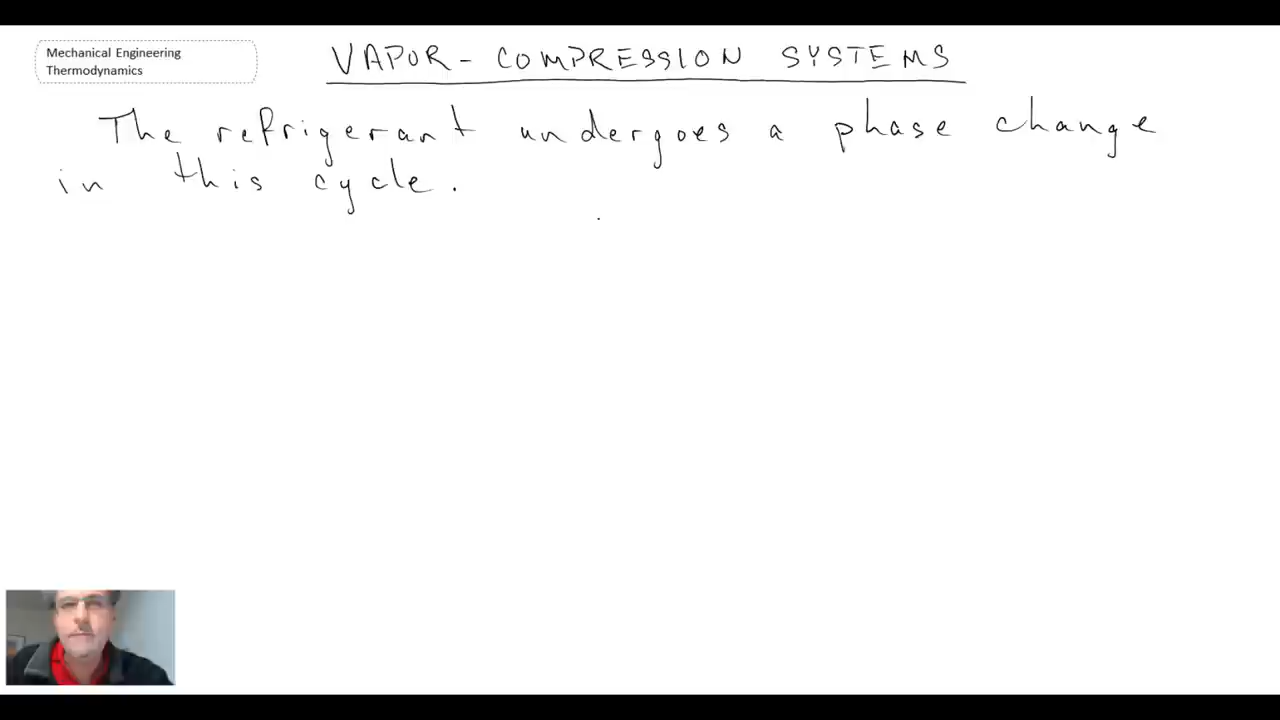 Mechanical Engineering
Thermodynamics
VAPOR - COMPRESSION SYSTEMS
The refrigerant undergoes a phase change
in this cycle.